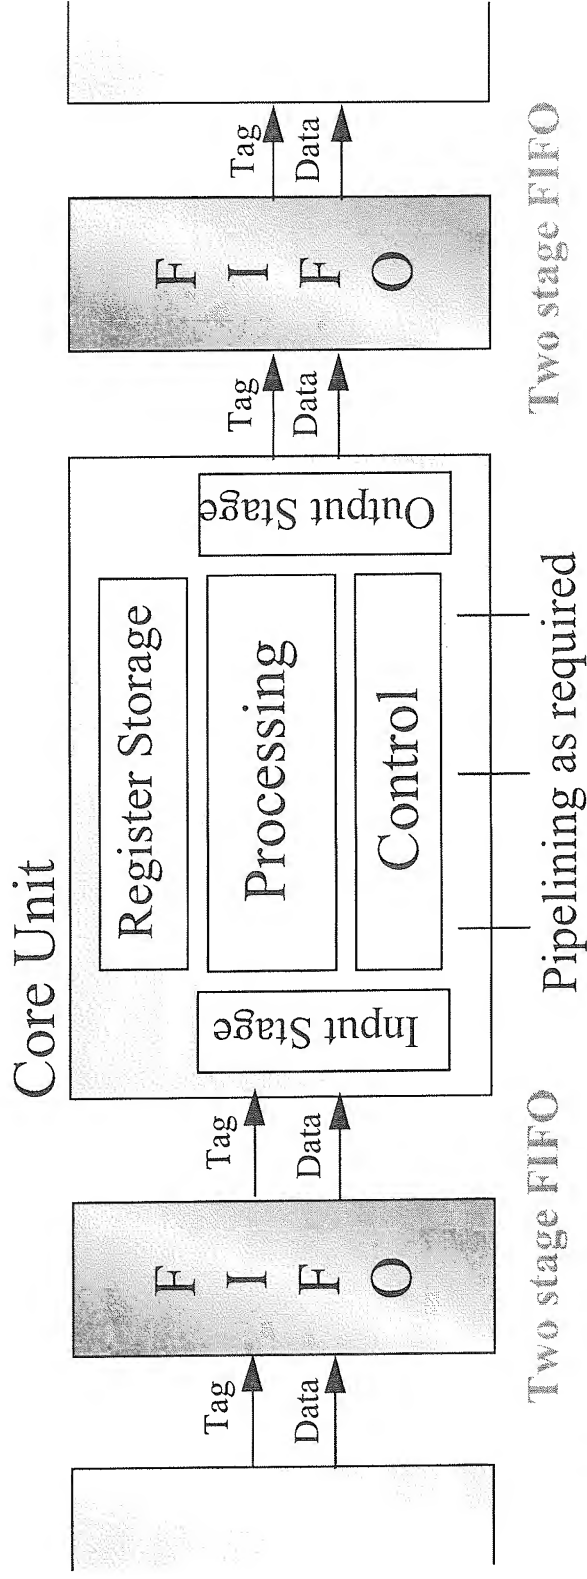 Core Unit
Tag
Data
F
I
F
O
Tag
Data
Input Stage
Register Storage
Processing
Control
Output Stage
Tag
Data
F
I
F
O
Tag
Data
Two stage FIFO
Pipelining as required
Two stage FIFO